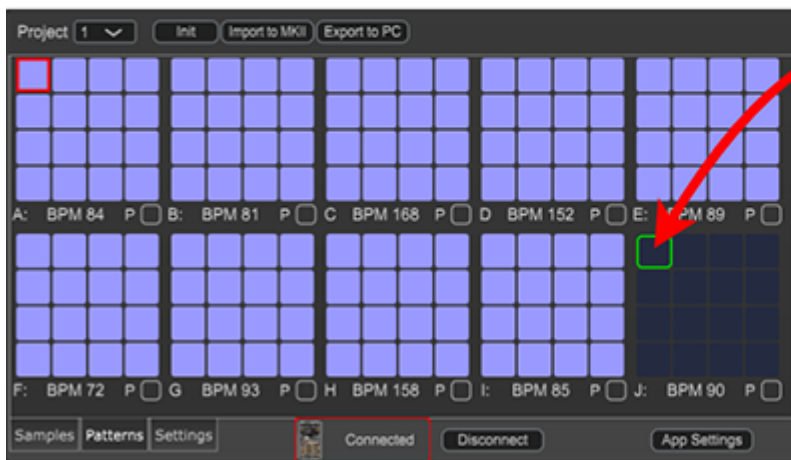 Project 1 Init Import to MKII Export to PC
A: BPM 84 P B: BPM 81 P C BPM 168 P D BPM 152 P E: BPM 89 P
F: BPM 72 P G BPM 93 P H BPM 158 P I: BPM 85 P J: BPM 90 P
Samples Patterns Settings Connected Disconnect App Settings